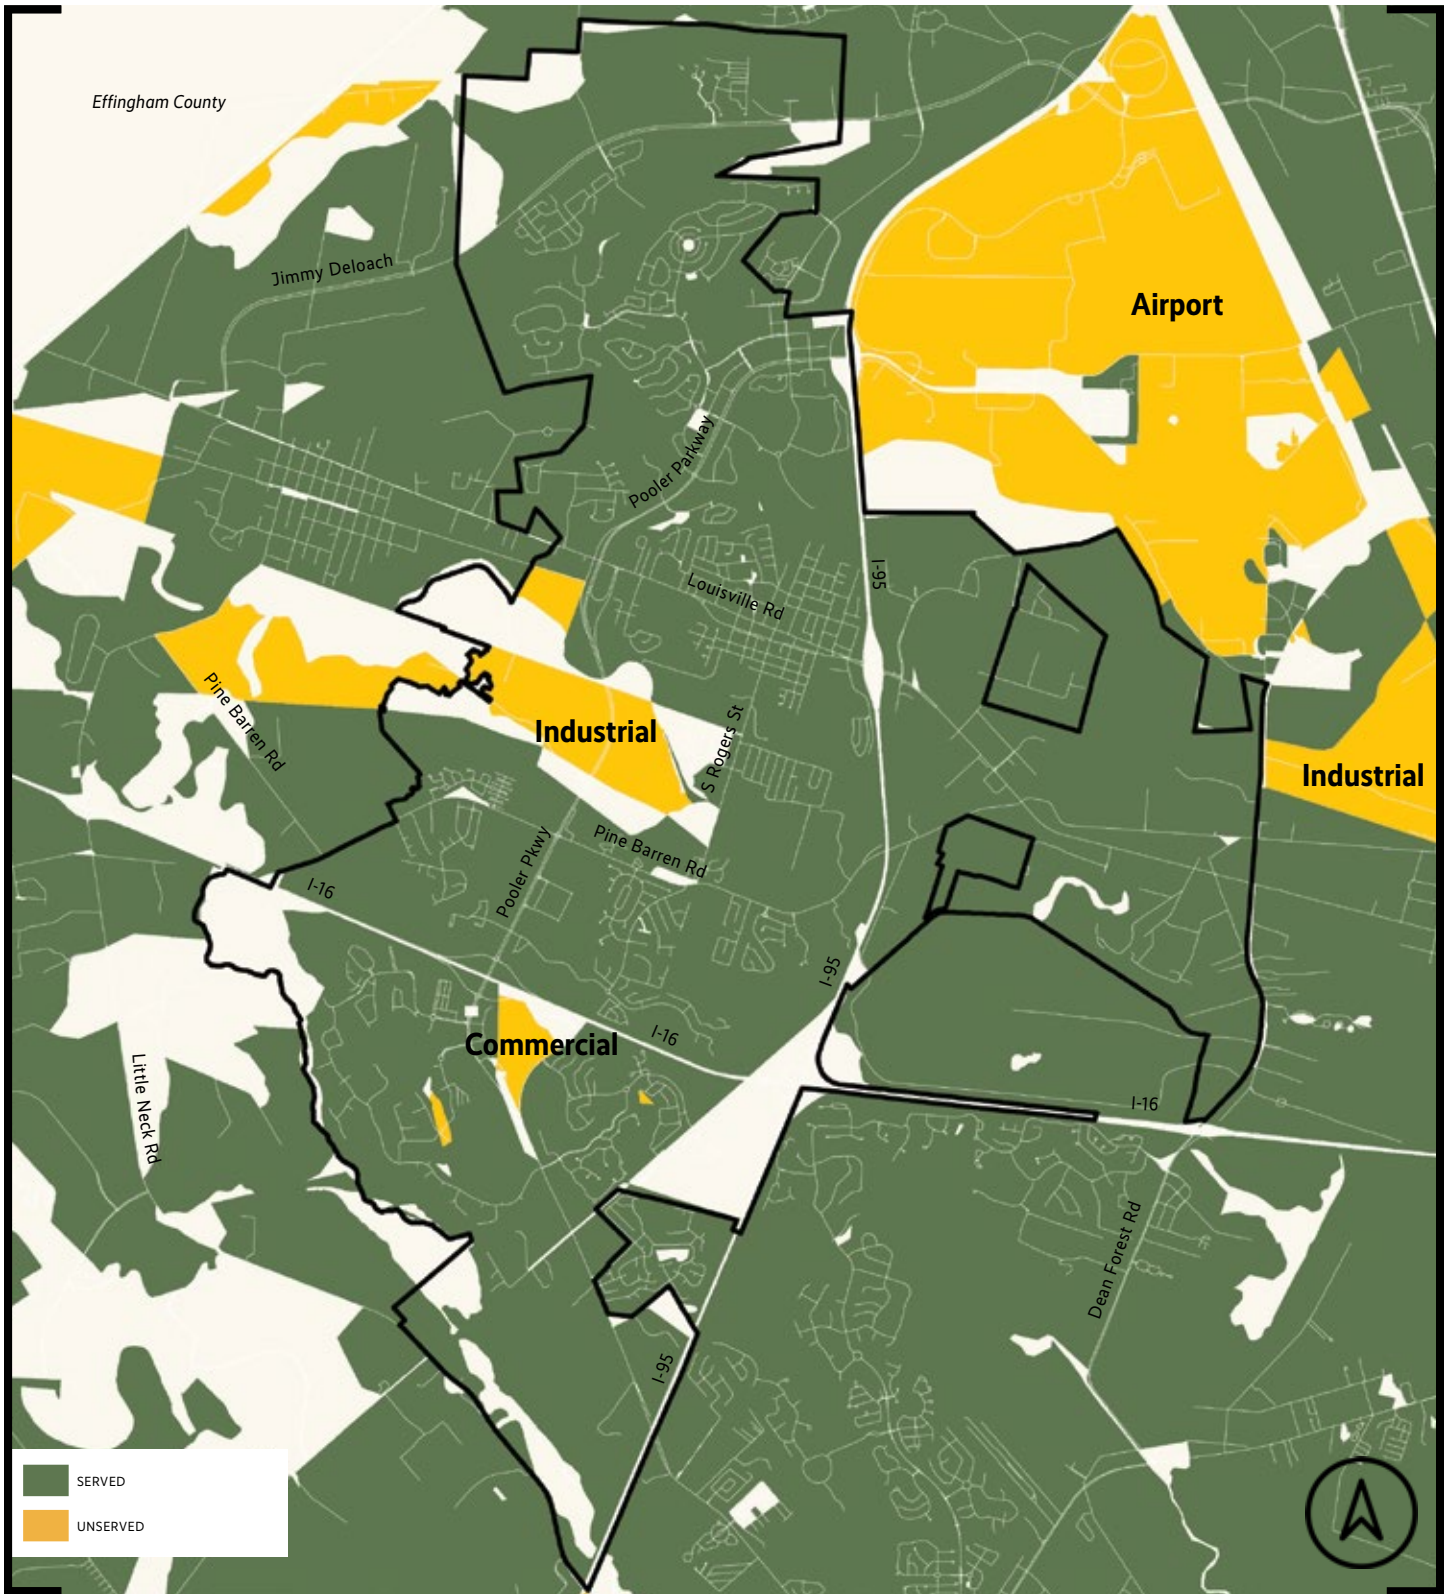 Effingham County
Jimmy Deloach
Airport
Pooler Parkway
I-95
Louisville Rd
Pine Barren Rd
Industrial
S Rogers St
Industrial
Pooler Pkwy
Pine Barren Rd
I-16
I-95
I-16
Commercial
Little Neck Rd
I-16
Dean Forest Rd
I-95
SERVED
UNSERVED